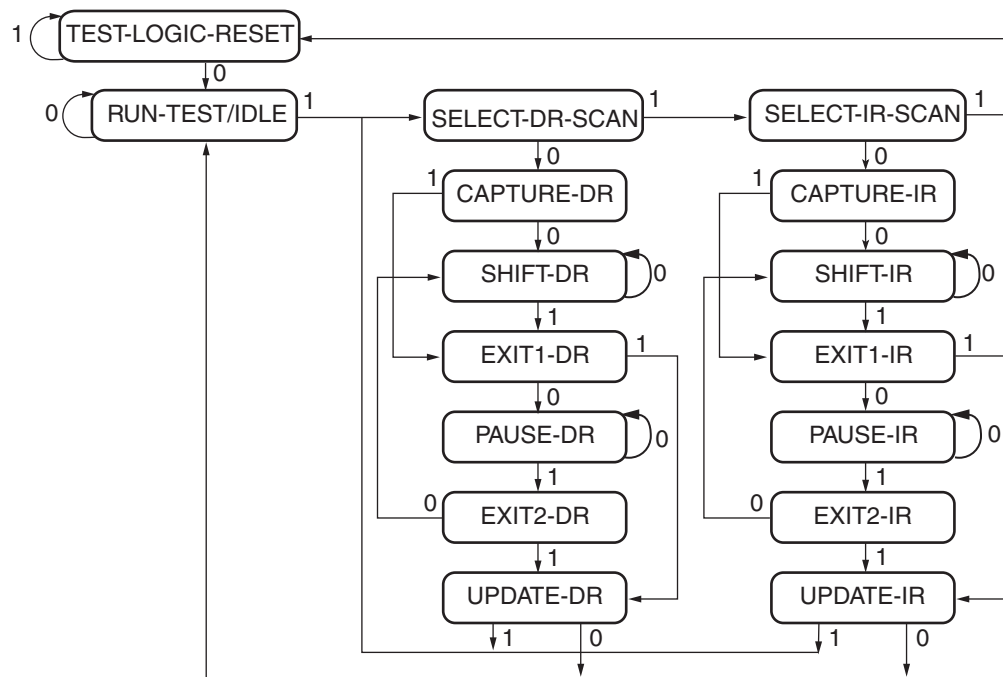 1 TEST-LOGIC-RESET
0
0 RUN-TEST/IDLE 1
SELECT-DR-SCAN 1
SELECT-IR-SCAN 1
0 0
1 CAPTURE-DR 1 CAPTURE-IR
0 0
SHIFT-DR 0 SHIFT-IR 0
1 1
EXIT1-DR 1 EXIT1-IR 1
0 0
PAUSE-DR 0 PAUSE-IR 0
1 1
0 EXIT2-DR 0 EXIT2-IR
1 1
UPDATE-DR UPDATE-IR
1 0 1 0